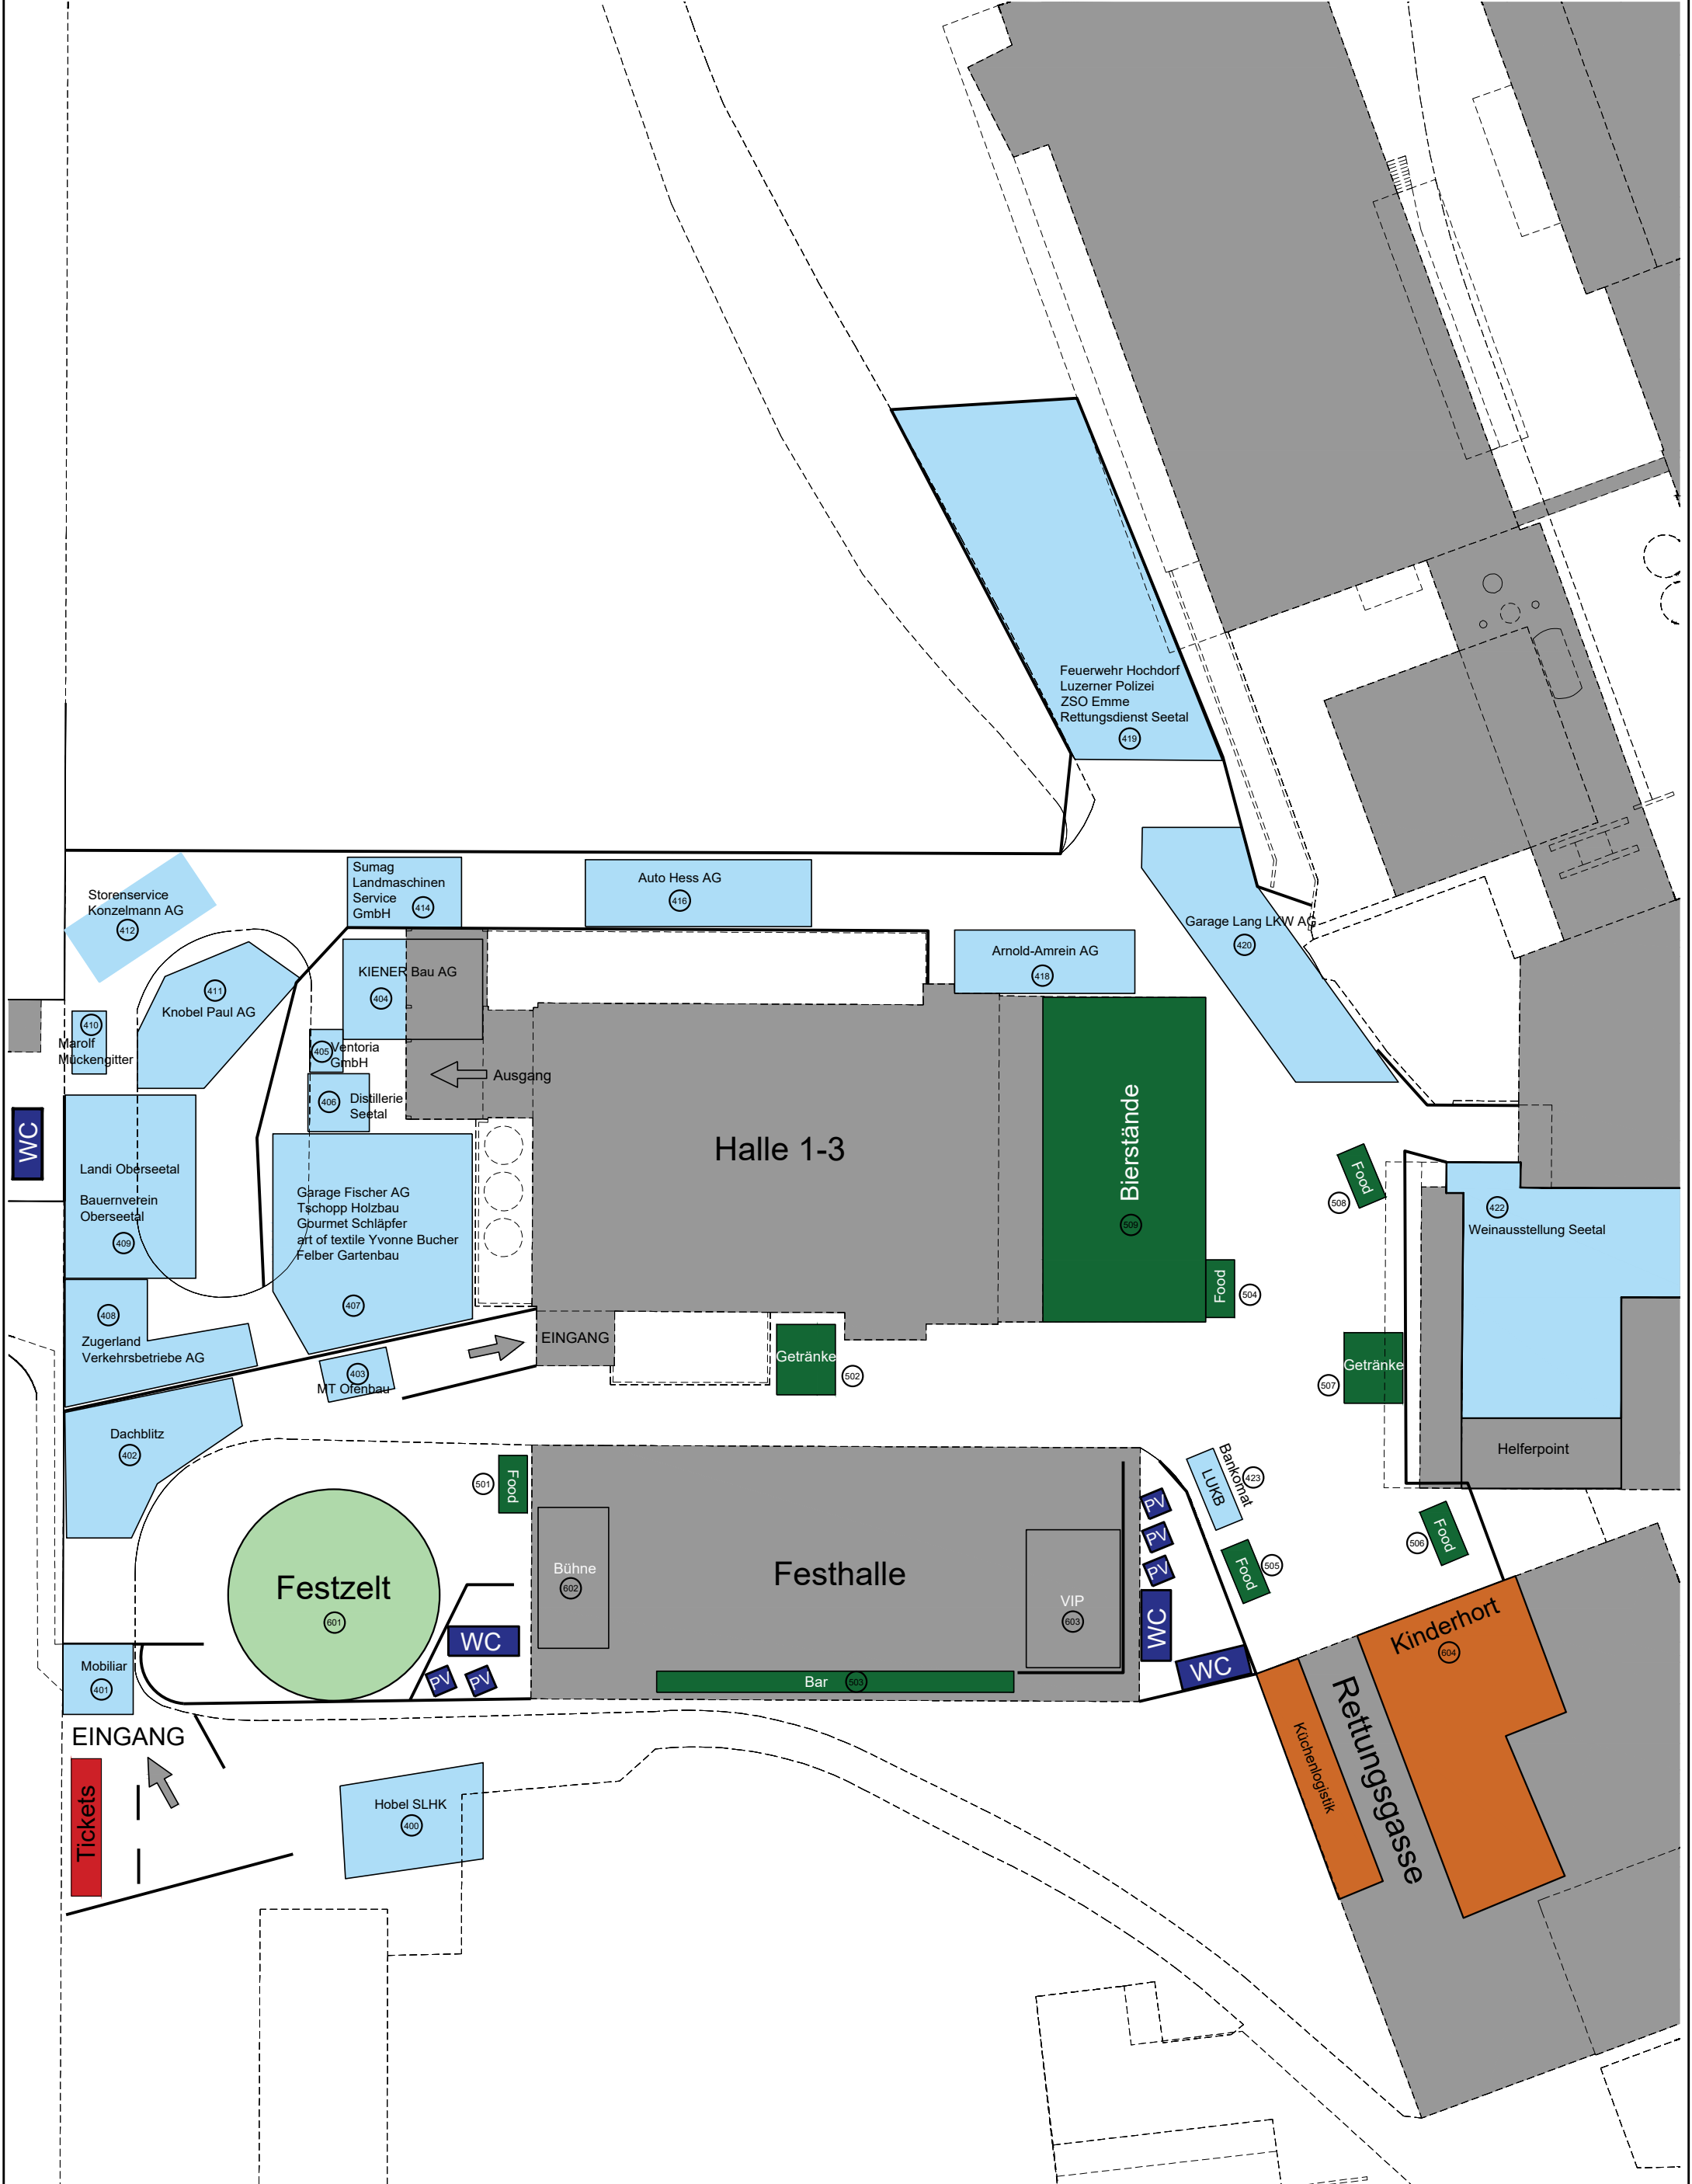 Feuerwehr Hochdorf
Luzerner Polizei
ZSO Emme
Rettungsdienst Seetal
419
Storenservice
Konzelmann AG
412
Sumag
Landmaschinen
Service
GmbH
414
Auto Hess AG
416
Arnold-Amrein AG
418
Garage Lang LKW AG
420
411
Knobel Paul AG
KIENER Bau AG
404
410
Marolf
Mückengitter
405
Ventoria
GmbH
Ausgang
406
Distillerie
Seetal
WC
Landi Oberseetal
Bauernverein
Oberseetal
409
Garage Fischer AG
Tschopp Holzbau
Gourmet Schläpfer
art of textile Yvonne Bucher
Felber Gartenbau
407
Halle 1-3
Bierstände
509
Food
508
422
Weinausstellung Seetal
Food
504
408
Zugerland
Verkehrsbetriebe AG
EINGANG
403
MT Ofenbau
Getränke
502
Getränke
507
Dachblitz
402
Helferpoint
501
Food
Bankomat
LUKB
423
PV
PV
PV
Food
505
506
Food
Festzelt
601
Bühne
602
Festhalle
VIP
603
WC
WC
WC
PV
PV
Bar
503
Kinderhort
604
Küchenlogistik
Rettungsgasse
Mobiliar
401
EINGANG
Tickets
Hobel SLHK
400